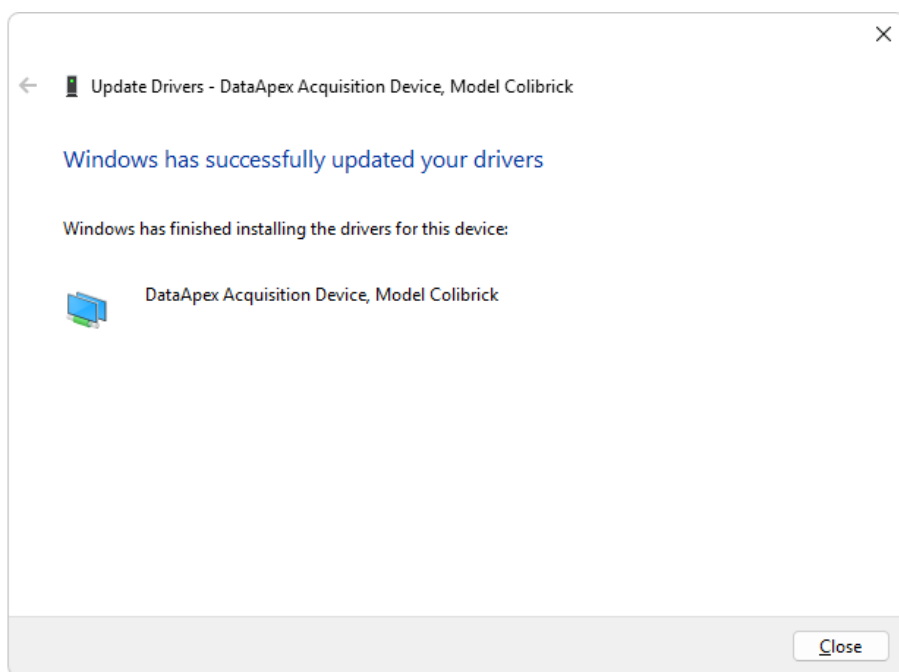 Update Drivers - DataApex Acquisition Device, Model Colibrick
Windows has successfully updated your drivers
Windows has finished installing the drivers for this device:
DataApex Acquisition Device, Model Colibrick
Close